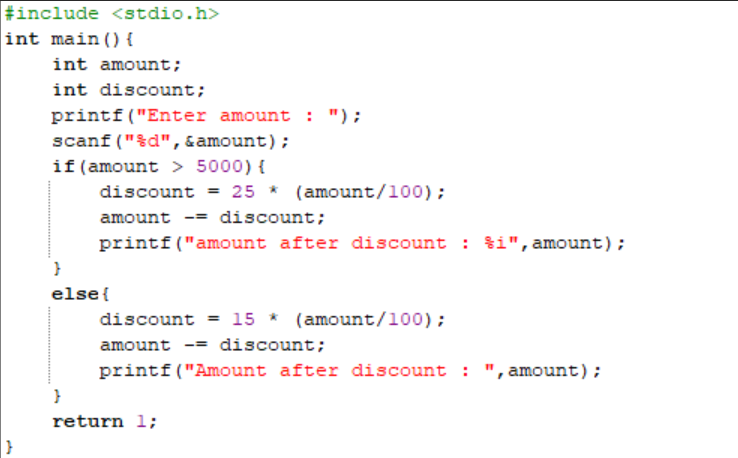 #include <stdio.h>
int main(){
    int amount;
    int discount;
    printf("Enter amount : ");
    scanf("%d",&amount);
    if(amount > 5000){
        discount = 25 * (amount/100);
        amount -= discount;
        printf("amount after discount : %i",amount);
    }
    else{
        discount = 15 * (amount/100);
        amount -= discount;
        printf("Amount after discount : ",amount);
    }
    return 1;
}